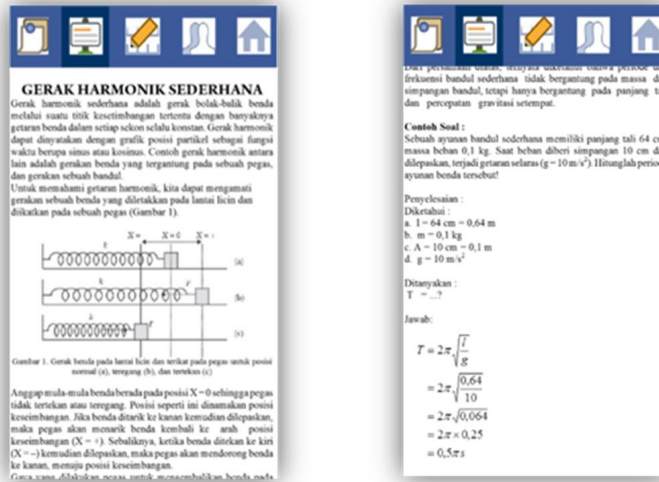 GERAK HARMONIK SEDERHANA
Gerak harmonik sederhana adalah gerak bolak-balik benda
melalui suatu titik kesetimbangan tertentu dengan banyaknya
getaran benda dalam setiap sekon selalu konstan. Gerak harmonik
dapat dinyatakan dengan grafik posisi partikel sebagai fungsi
waktu berupa sinus atau kosinus. Contoh gerak harmonik antara
lain adalah gerakan benda yang tergantung pada sebuah pegas,
dan gerakan sebuah bandul.
Untuk memahami getaran harmonik, kita dapat mengamati
gerakan sebuah benda yang diletakkan pada lantai licin dan
diikatkan pada sebuah pegas (Gambar 1).
X = 0
(a)
(b)
(c)
Gambar 1. Gerak benda pada lantai licin dan terikat pada pegas untuk posisi
normal (a), teregang (b), dan tertekan (c)
Anggap mula-mula benda berada pada posisi X = 0 sehingga pegas
tidak tertekan atau teregang. Posisi seperti ini dinamakan posisi
keseimbangan. Jika benda ditarik ke kanan kemudian dilepaskan,
maka pegas akan menarik benda kembali ke arah posisi
keseimbangan (X = +). Sebaliknya, ketika benda ditekan ke kiri
(X = –) kemudian dilepaskan, maka pegas akan mendorong benda
ke kanan, menuju posisi keseimbangan.
Gaya yang dilakukan pegas untuk mengembalikan benda pada
frekuensi bandul sederhana tidak bergantung pada massa
simpangan bandul, tetapi hanya bergantung pada panjang
dan percepatan gravitasi setempat.
Contoh Soal :
Sebuah ayunan bandul sederhana memiliki panjang tali 64
massa beban 0,1 kg. Saat beban diberi simpangan 10 cm
dilepaskan, terjadi getaran selaras (g = 10 m/s²). Hitunglah
ayunan benda tersebut!
Penyelesaian :
Diketahui :
a. l = 64 cm = 0,64 m
b. m = 0,1 kg
c. A = 10 cm = 0,1 m
d. g = 10 m/s²
Ditanyakan :
T = ...?
Jawab:
T = 2π√(l/g)
= 2π√(0,64/10)
= 2π√0,064
= 2π × 0,25
= 0,5π s